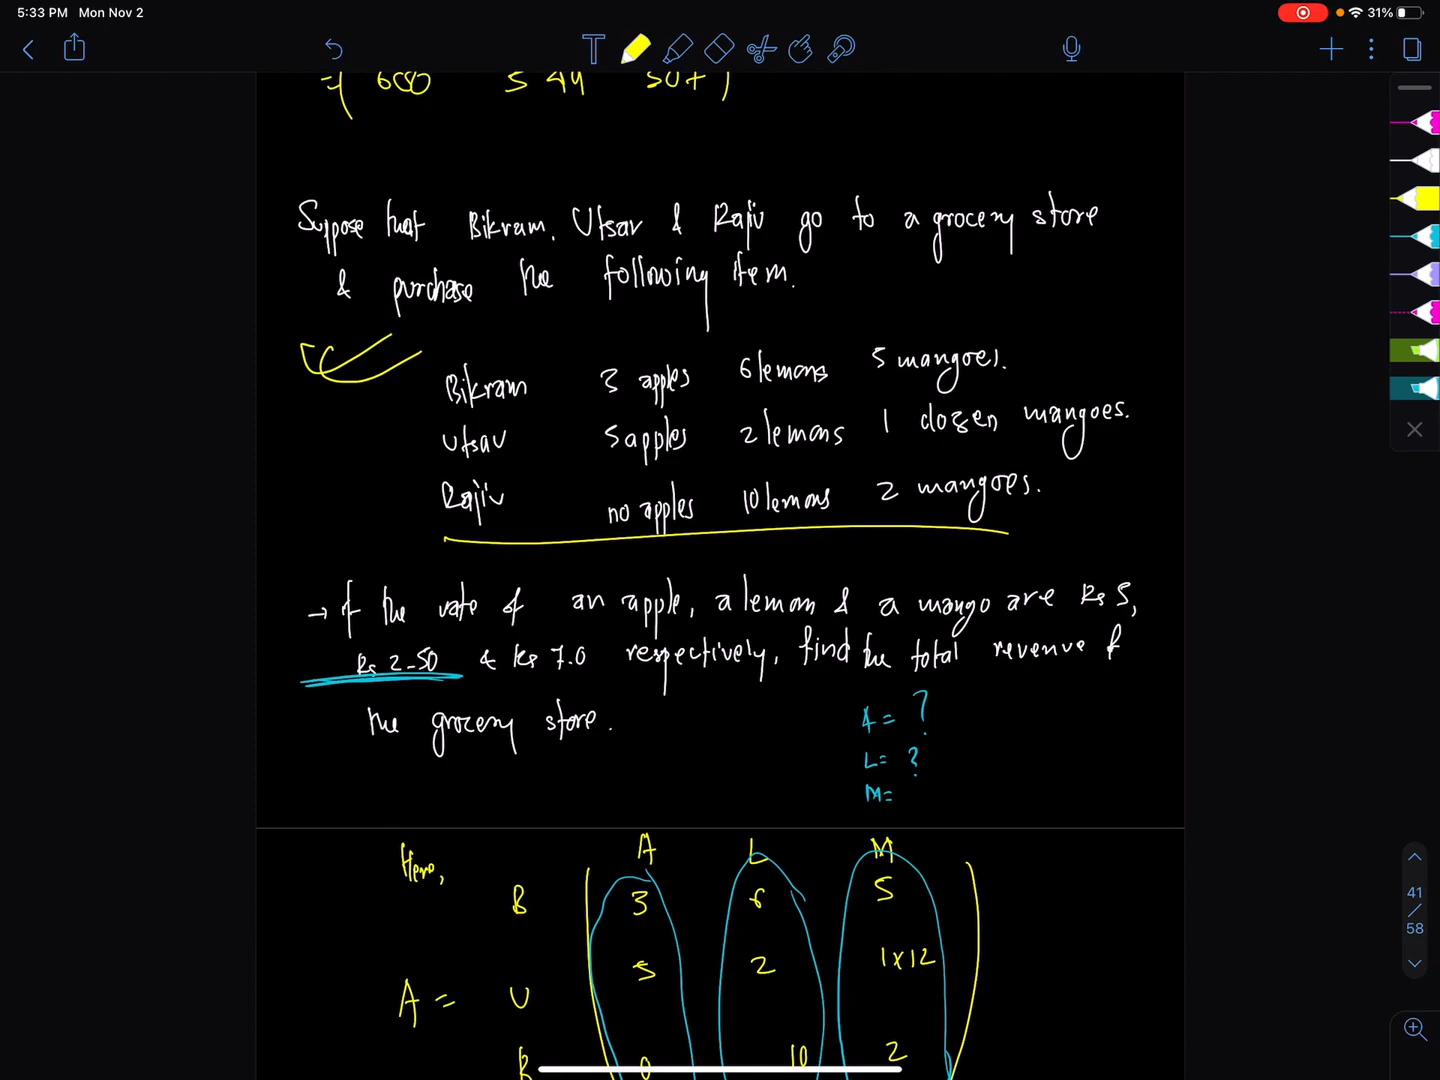 5:33 PM Mon Nov 2
31%
T
Suppose that Bikram, Utsav & Rajiv go to a grocery store
& purchase the following item.
Bikram 3 apples 6 lemons 5 mangoes.
Utsav 5 apples 2 lemons 1 dozen mangoes.
Rajiv no apples 10 lemons 2 mangoes.
→ If the rate of an apple, a lemon & a mango are Rs 5,
Rs 2-50 & Rs 7.0 respectively, find the total revenue of
the grocery store.
A = ?
L = ?
M =
Here,
A L M
B 3 6 5
5 2 1x12
A = U
R 0 10 2
41
/
58